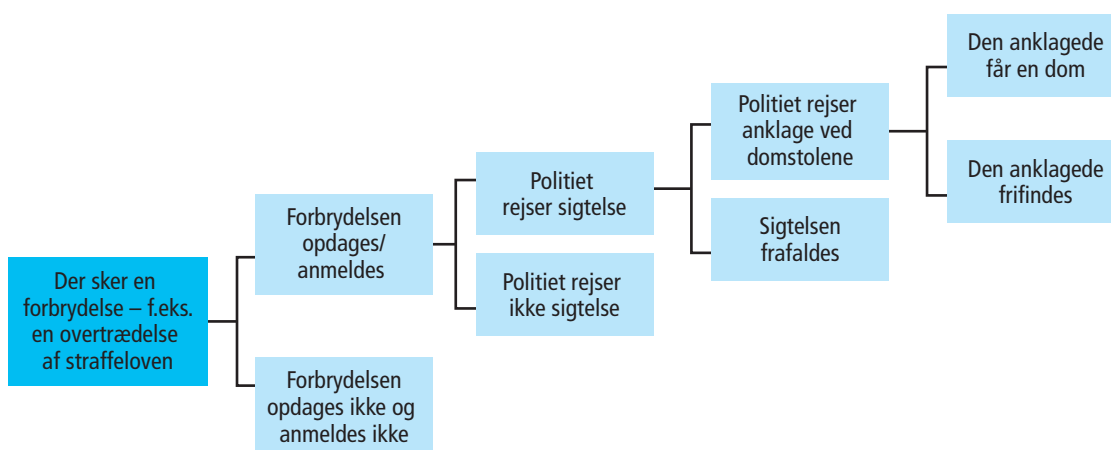 Der sker en
forbrydelse – f.eks.
en overtrædelse
af straffeloven
Forbrydelsen
opdages/
anmeldes
Forbrydelsen
opdages ikke og
anmeldes ikke
Politiet
rejser sigtelse
Politiet rejser
ikke sigtelse
Politiet rejser
anklage ved
domstolene
Sigtelsen
frafaldes
Den anklagede
får en dom
Den anklagede
frifindes